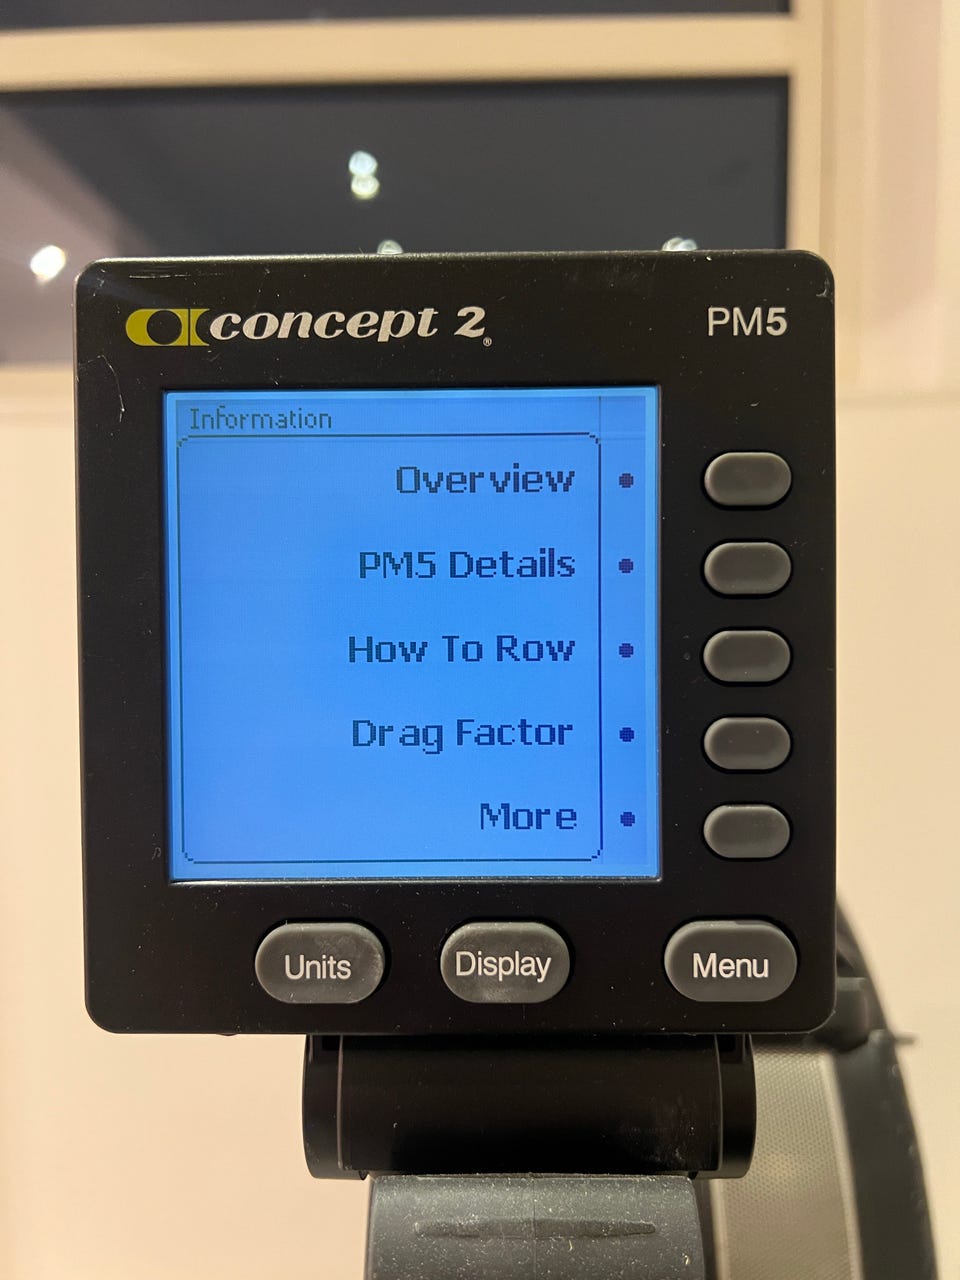 concept 2®
PM5
Information
Overview
PM5 Details
How To Row
Drag Factor
More
Units
Display
Menu